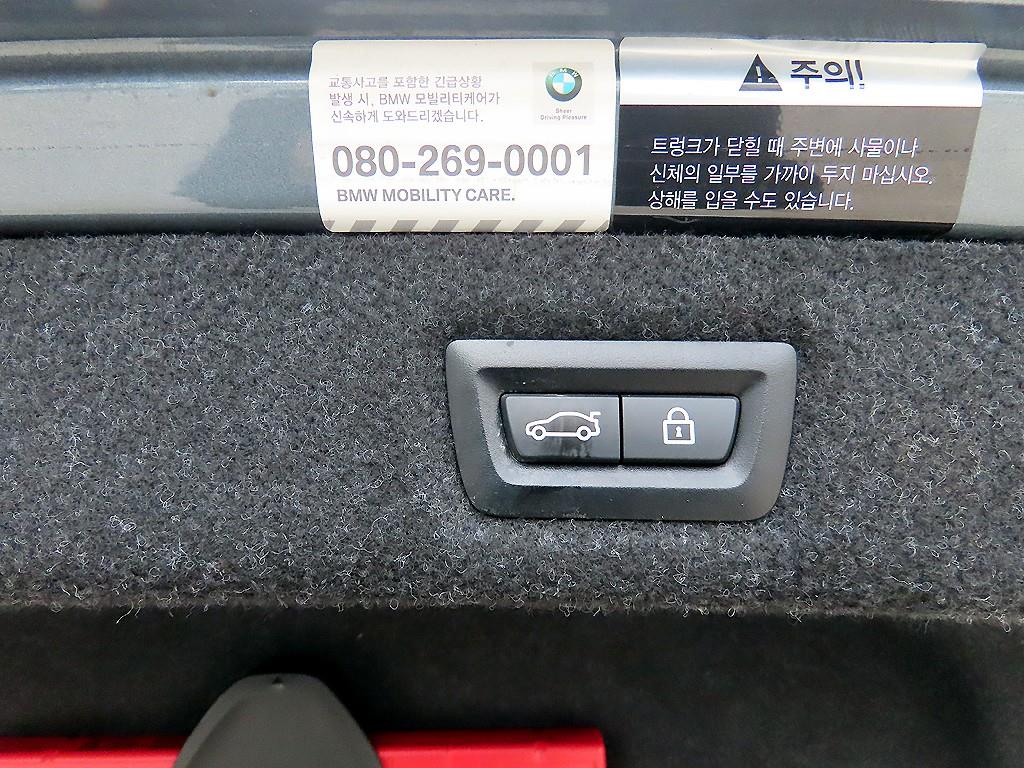 교통사고를 포함한 긴급상황
발생 시, BMW 모빌리티케어가
신속하게 도와드리겠습니다.
BMW
Sheer
Driving Pleasure
080-269-0001
BMW MOBILITY CARE.
주의!
트렁크가 닫힐 때 주변에 사물이나
신체의 일부를 가까이 두지 마십시오.
상해를 입을 수도 있습니다.